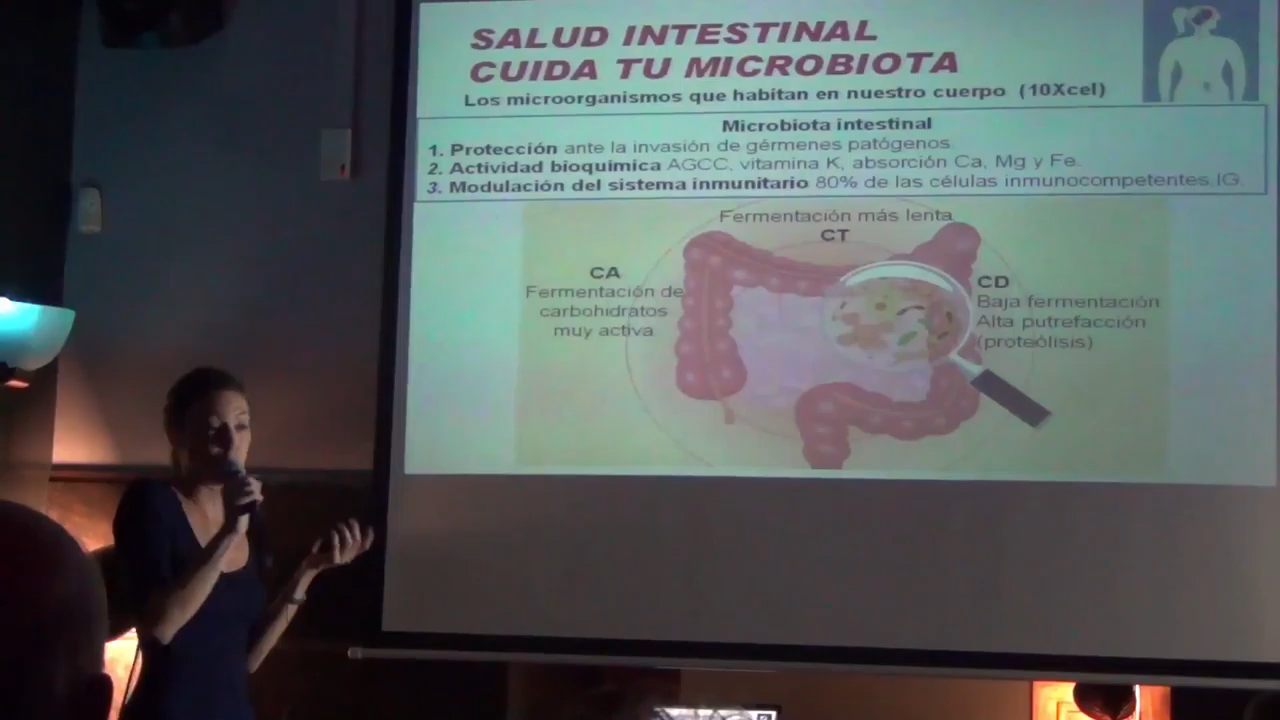 SALUD INTESTINAL
CUIDA TU MICROBIOTA
Los microorganismos que habitan en nuestro cuerpo (10Xcel)
Microbiota intestinal
1. Protección ante la invasión de gérmenes patógenos.
2. Actividad bioquímica AGCC, vitamina K, absorción Ca, Mg y Fe.
3. Modulación del sistema inmunitario 80% de las células inmunocompetentes.IG.
Fermentación más lenta
CT
CA
Fermentación de
carbohidratos
muy activa
CD
Baja fermentación
Alta putrefacción
(proteólisis)